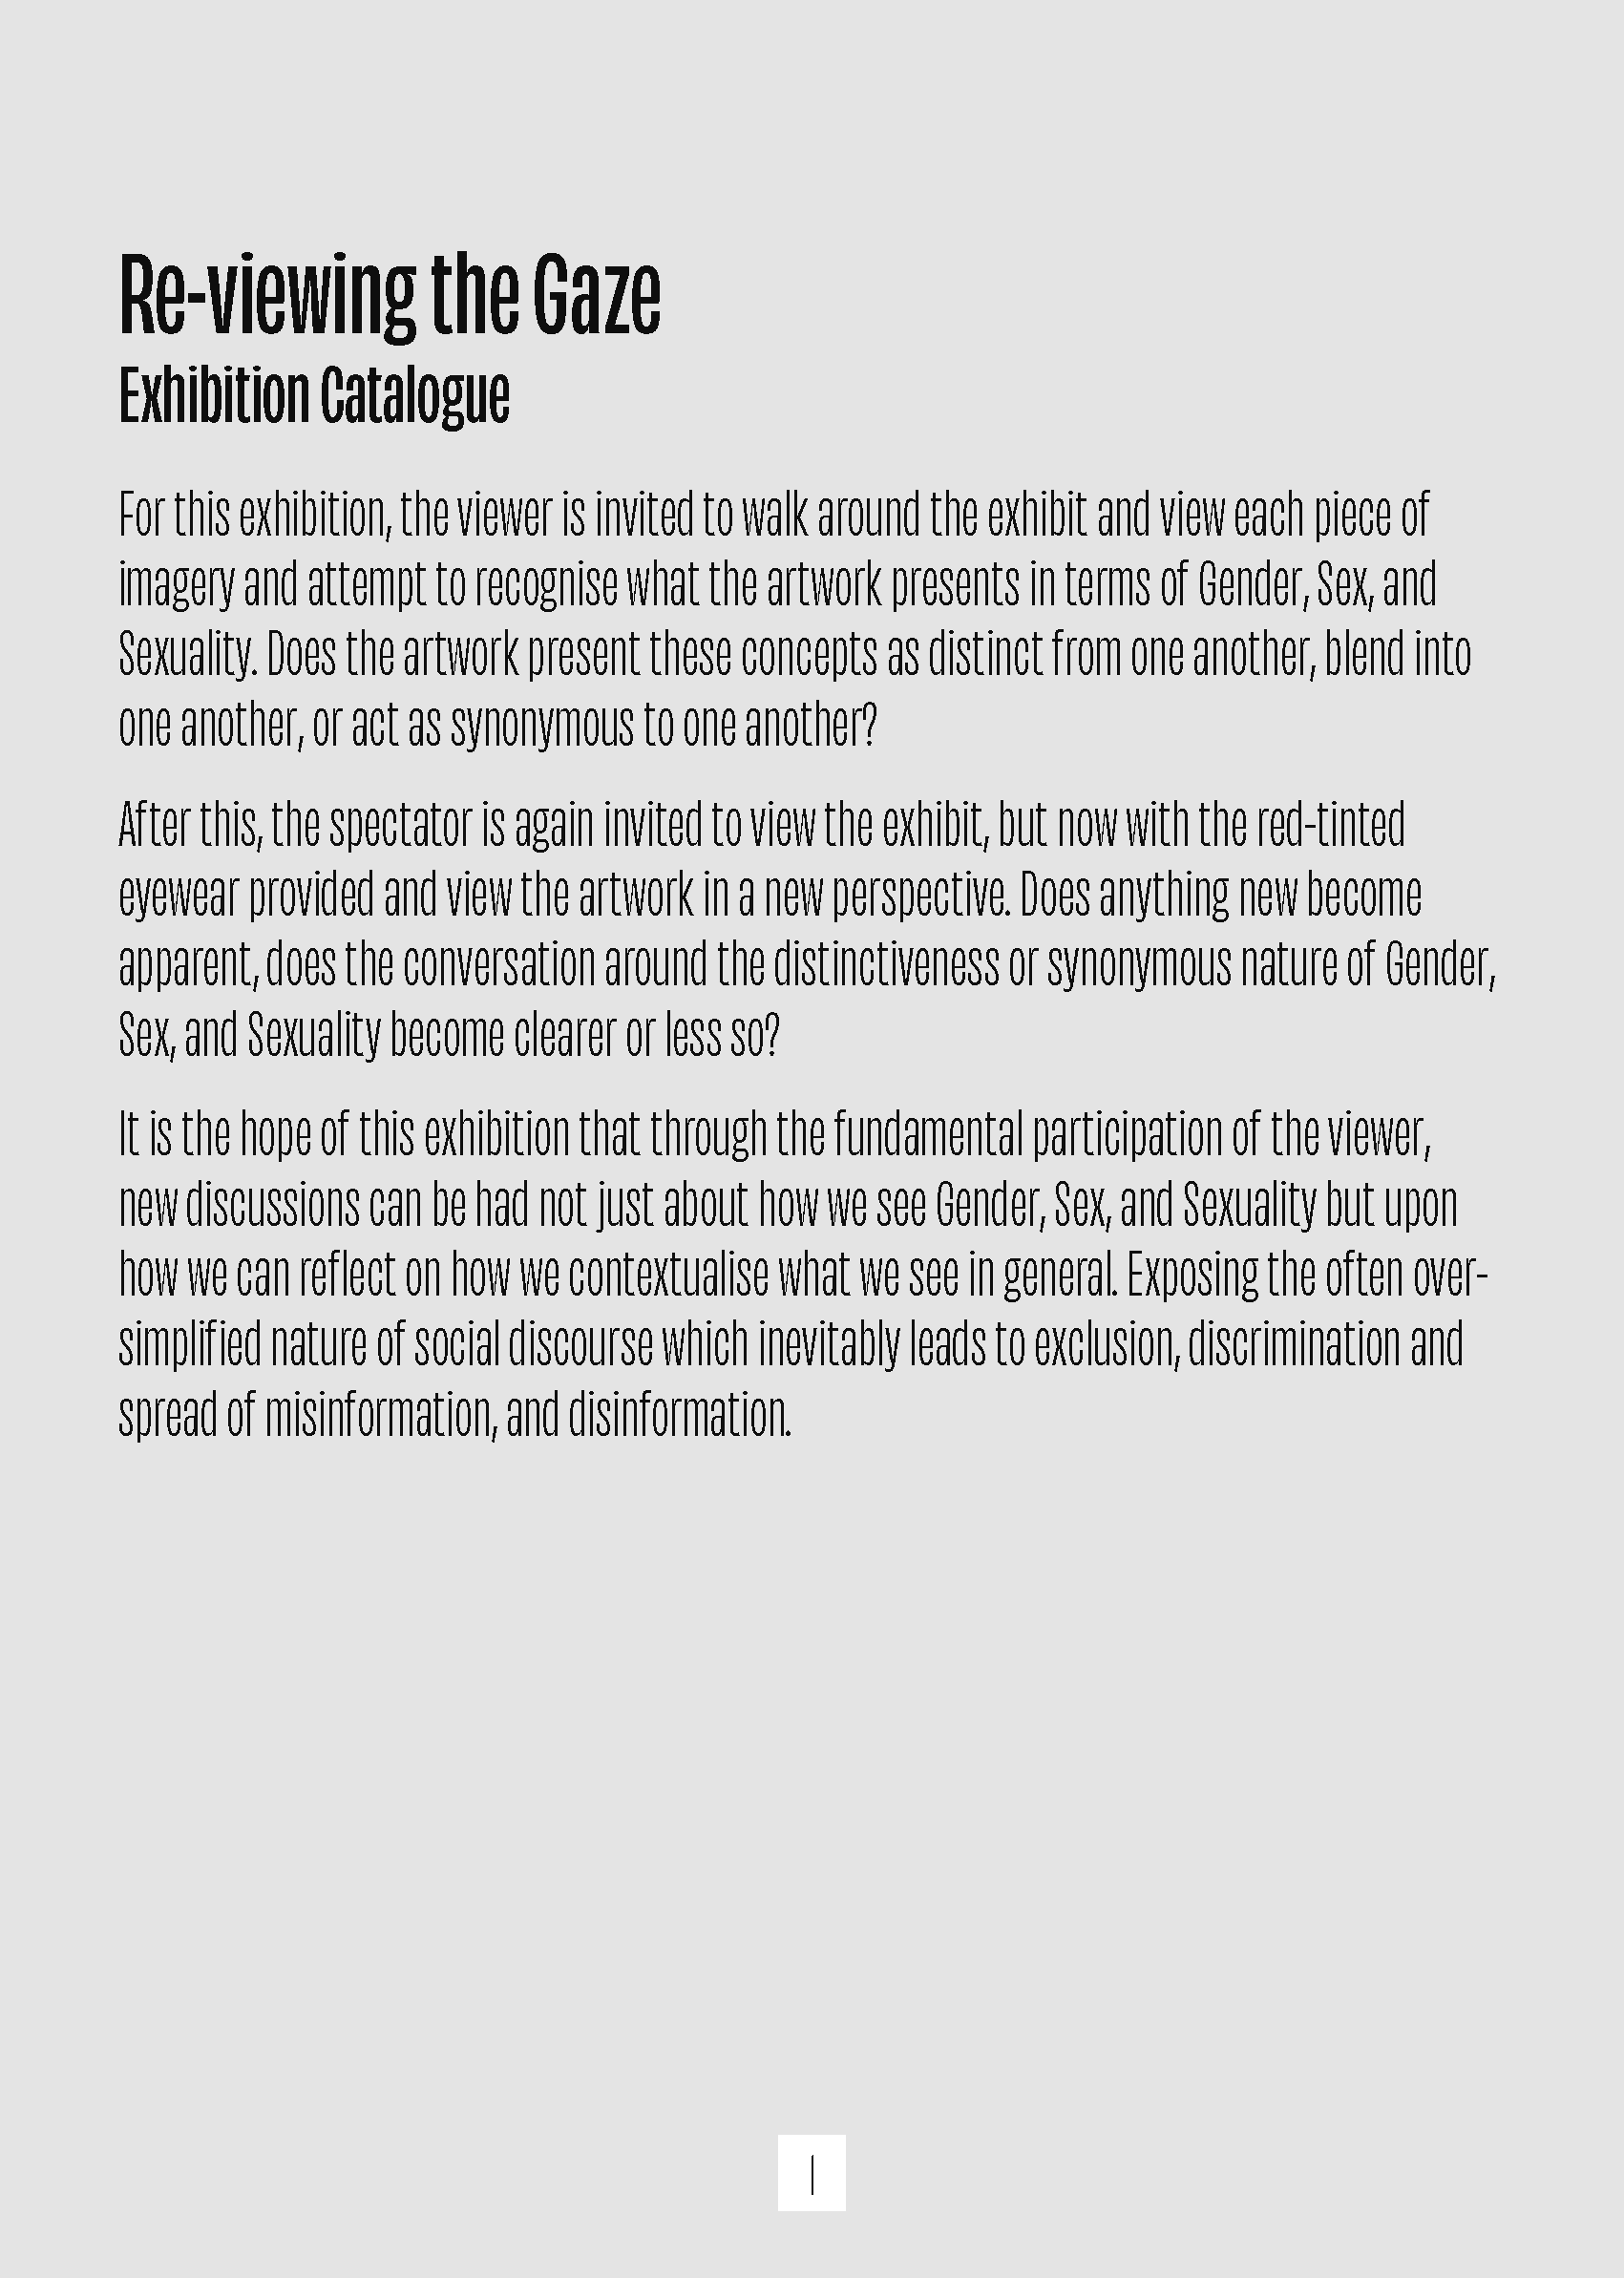 Re-viewing the Gaze
Exhibition Catalogue
For this exhibition, the viewer is invited to walk around the exhibit and view each piece of
imagery and attempt to recognise what the artwork presents in terms of Gender, Sex, and
Sexuality. Does the artwork present these concepts as distinct from one another, blend into
one another, or act as synonymous to one another?
After this, the spectator is again invited to view the exhibit, but now with the red-tinted
eyewear provided and view the artwork in a new perspective. Does anything new become
apparent, does the conversation around the distinctiveness or synonymous nature of Gender,
Sex, and Sexuality become clearer or less so?
It is the hope of this exhibition that through the fundamental participation of the viewer,
new discussions can be had not just about how we see Gender, Sex, and Sexuality but upon
how we can reflect on how we contextualise what we see in general. Exposing the often over-
simplified nature of social discourse which inevitably leads to exclusion, discrimination and
spread of misinformation, and disinformation.
I